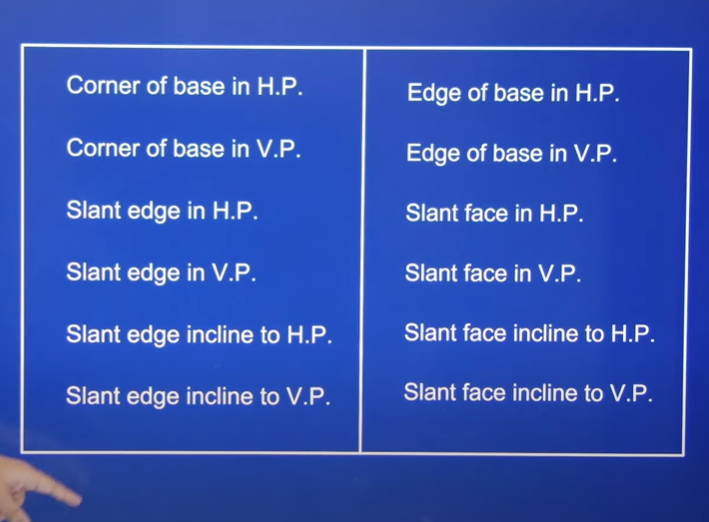 Corner of base in H.P.
Corner of base in V.P.
Slant edge in H.P.
Slant edge in V.P.
Slant edge incline to H.P.
Slant edge incline to V.P.
Edge of base in H.P.
Edge of base in V.P.
Slant face in H.P.
Slant face in V.P.
Slant face incline to H.P.
Slant face incline to V.P.